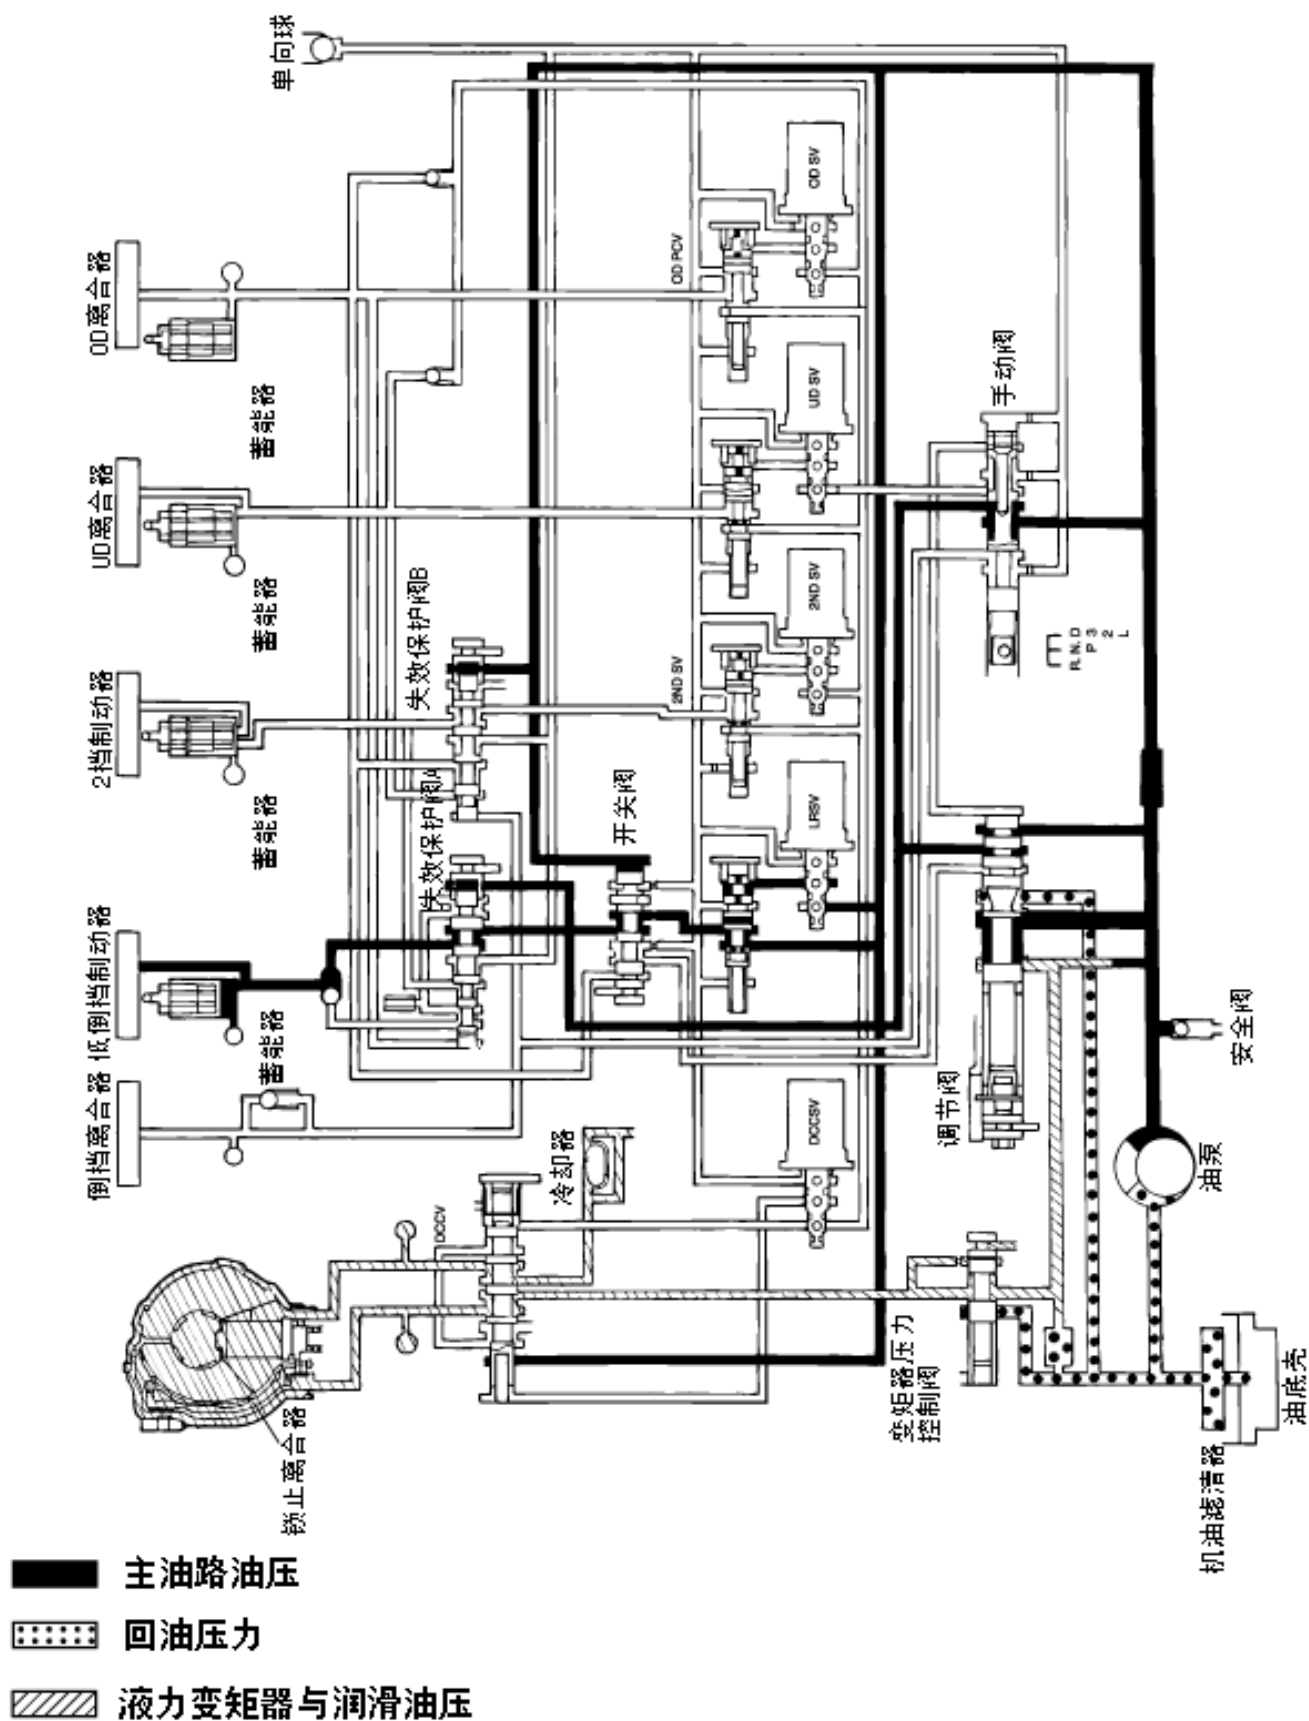 单向球
OD离合器
蓄能器
UD离合器
蓄能器
2挡制动器
蓄能器
低倒挡制动器
蓄能器
倒挡离合器
锁止离合器
失效保护阀B
失效保护阀A
开关阀
冷却器
DCCV
OD PCV
2ND SV
OD SV
UD SV
2ND SV
LRSV
DCCSV
手动阀
R.N.D
P 3
2
L
调节阀
变矩器压力
控制阀
安全阀
油泵
油底壳
机油滤清器
主油路油压
回油压力
液力变矩器与润滑油压